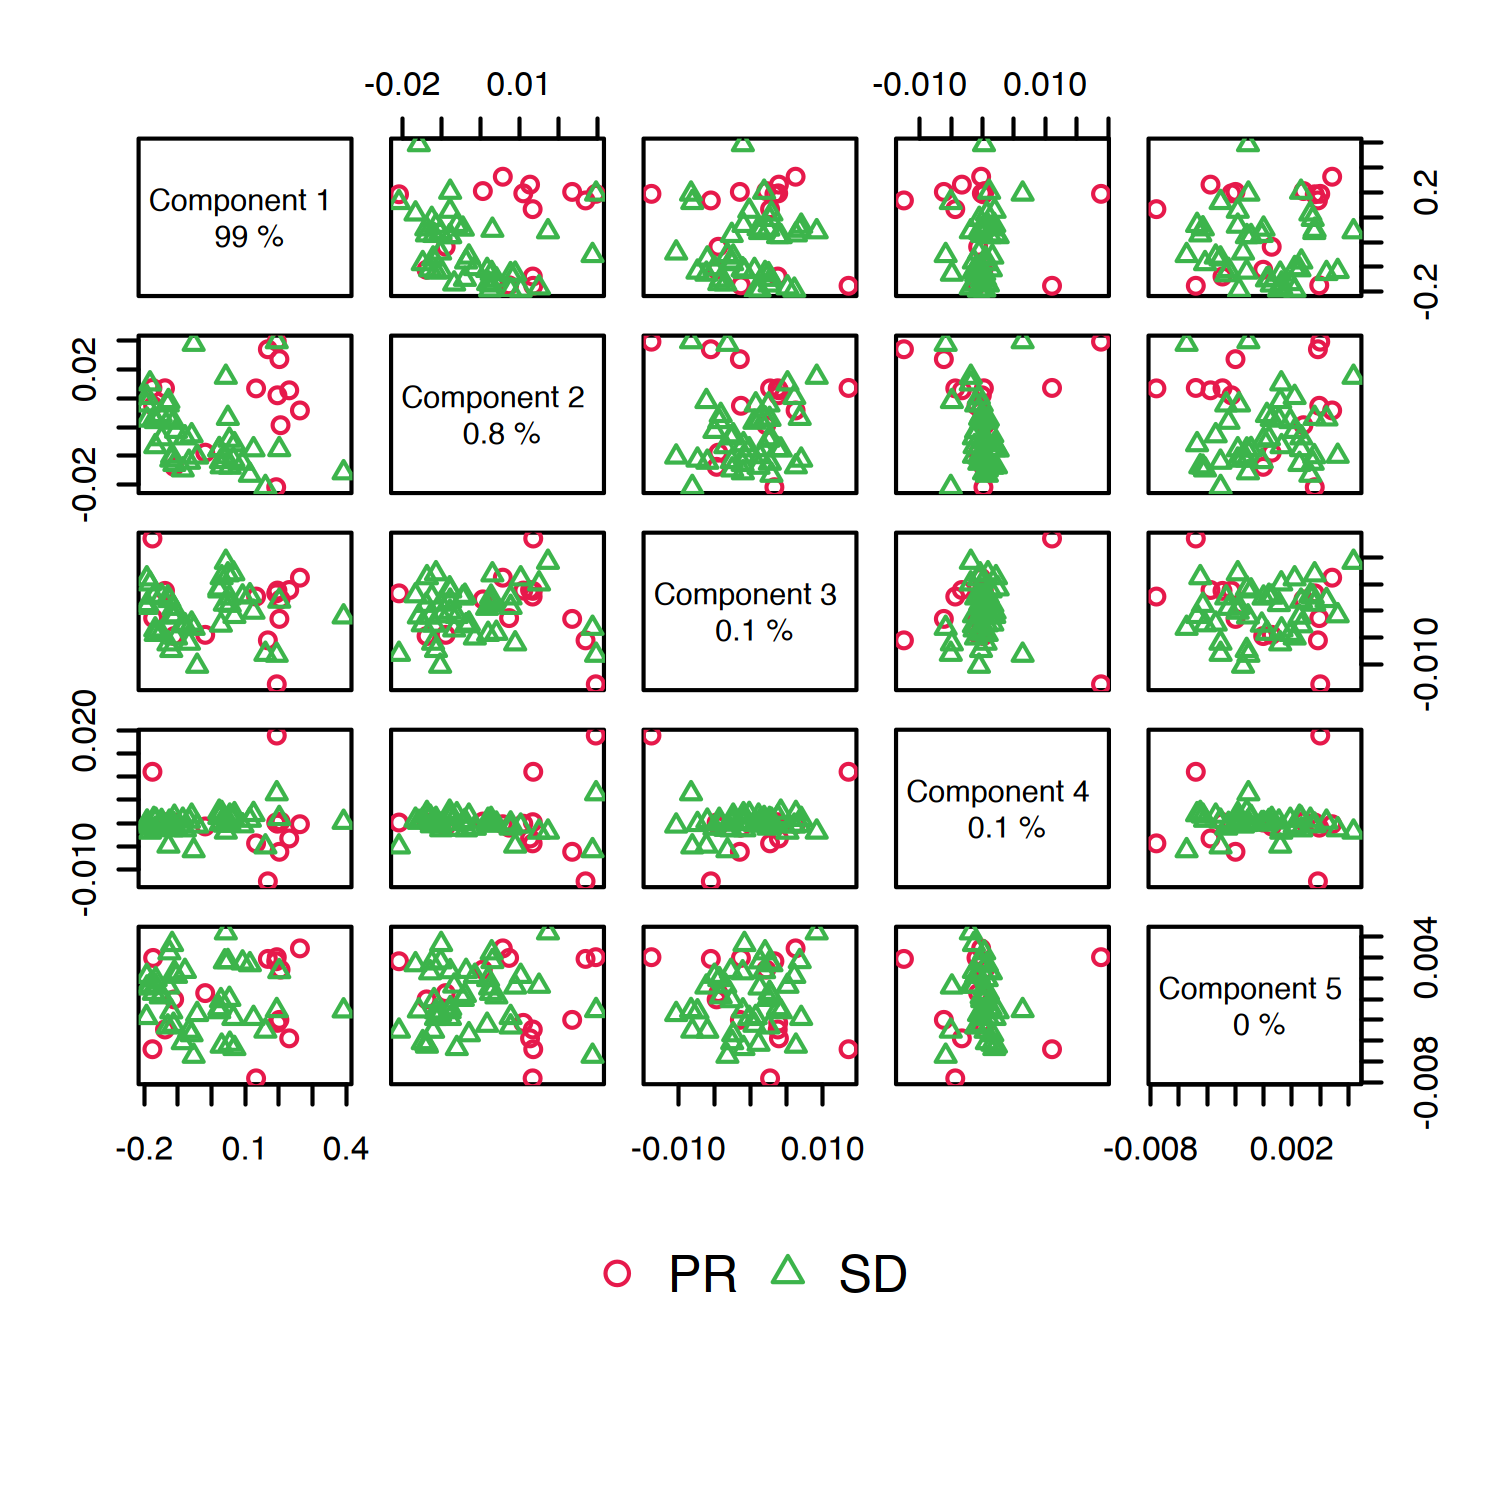 -0.02 0.01 -0.010 0.010
Component 1
99 %
0.2
-0.2
0.02
-0.02
Component 2
0.8 %
Component 3
0.1 %
-0.010
0.020
-0.010
Component 4
0.1 %
Component 5
0 %
0.004
-0.008
-0.2 0.1 0.4 -0.010 0.010 -0.008 0.002
PR SD